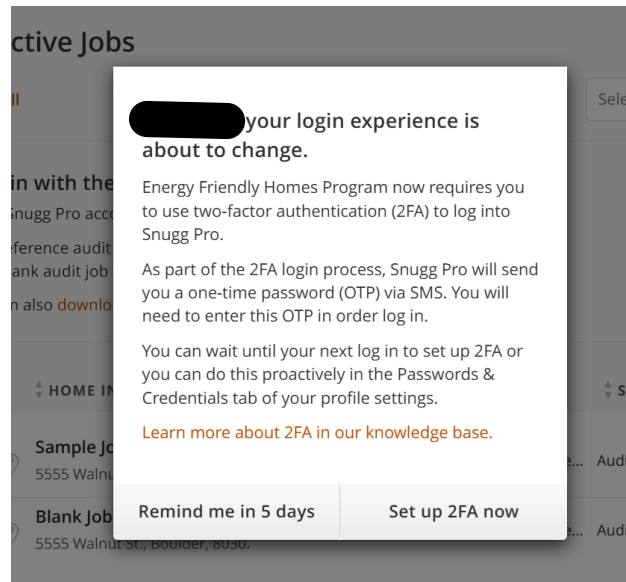 ctive Jobs
ll
Sele
your login experience is
about to change.
in with the
Snugg Pro acco
eference audit
ank audit job
n also downlo
Energy Friendly Homes Program now requires you
to use two-factor authentication (2FA) to log into
Snugg Pro.
As part of the 2FA login process, Snugg Pro will send
you a one-time password (OTP) via SMS. You will
need to enter this OTP in order log in.
You can wait until your next log in to set up 2FA or
you can do this proactively in the Passwords &
Credentials tab of your profile settings.
Learn more about 2FA in our knowledge base.
HOME IN
S
Sample Jo
5555 Walnu
e... Audi
Remind me in 5 days
Set up 2FA now
Blank Job
5555 Walnut St., Boulder, 8030.
e... Audi